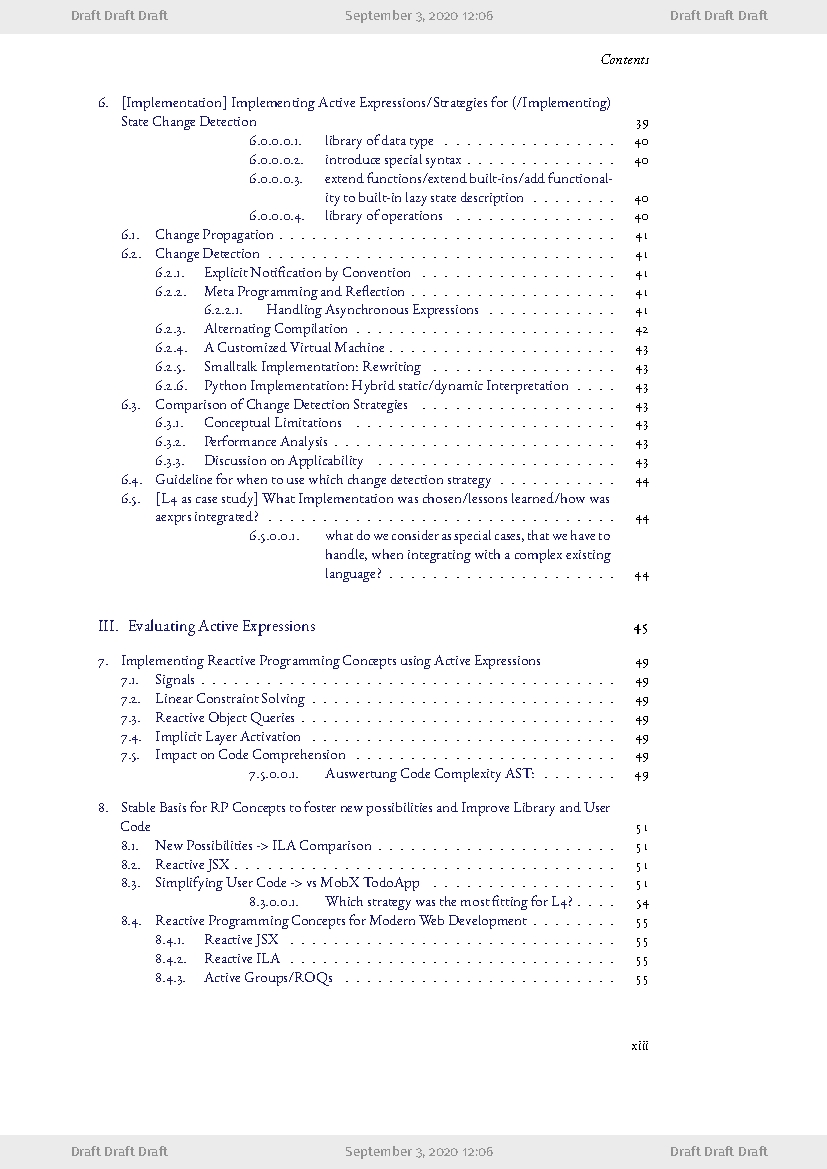 Draft Draft Draft September 3, 2020 12:06 Draft Draft Draft
Contents
6. [Implementation] Implementing Active Expressions/Strategies for (/Implementing)
State Change Detection 39
6.0.0.0.1. library of data type . . . . . . . . . . . . . . . . 40
6.0.0.0.2. introduce special syntax . . . . . . . . . . . . . . 40
6.0.0.0.3. extend functions/extend built-ins/add functional-
ity to built-in lazy state description . . . . . . . . 40
6.0.0.0.4. library of operations . . . . . . . . . . . . . . . 40
6.1. Change Propagation . . . . . . . . . . . . . . . . . . . . . . . . . . . . . . . 41
6.2. Change Detection . . . . . . . . . . . . . . . . . . . . . . . . . . . . . . . . 41
6.2.1. Explicit Notification by Convention . . . . . . . . . . . . . . . . . . 41
6.2.2. Meta Programming and Reflection . . . . . . . . . . . . . . . . . . . 41
6.2.2.1. Handling Asynchronous Expressions . . . . . . . . . . . . 41
6.2.3. Alternating Compilation . . . . . . . . . . . . . . . . . . . . . . . . 42
6.2.4. A Customized Virtual Machine . . . . . . . . . . . . . . . . . . . . . 43
6.2.5. Smalltalk Implementation: Rewriting . . . . . . . . . . . . . . . . . 43
6.2.6. Python Implementation: Hybrid static/dynamic Interpretation . . . . 43
6.3. Comparison of Change Detection Strategies . . . . . . . . . . . . . . . . . . 43
6.3.1. Conceptual Limitations . . . . . . . . . . . . . . . . . . . . . . . . 43
6.3.2. Performance Analysis . . . . . . . . . . . . . . . . . . . . . . . . . . 43
6.3.3. Discussion on Applicability . . . . . . . . . . . . . . . . . . . . . . 43
6.4. Guideline for when to use which change detection strategy . . . . . . . . . . . 44
6.5. [L4 as case study] What Implementation was chosen/lessons learned/how was
aexprs integrated? . . . . . . . . . . . . . . . . . . . . . . . . . . . . . . . . 44
6.5.0.0.1. what do we consider as special cases, that we have to
handle, when integrating with a complex existing
language? . . . . . . . . . . . . . . . . . . . . . 44
III. Evaluating Active Expressions 45
7. Implementing Reactive Programming Concepts using Active Expressions 49
7.1. Signals . . . . . . . . . . . . . . . . . . . . . . . . . . . . . . . . . . . . . . 49
7.2. Linear Constraint Solving . . . . . . . . . . . . . . . . . . . . . . . . . . . . 49
7.3. Reactive Object Queries . . . . . . . . . . . . . . . . . . . . . . . . . . . . . 49
7.4. Implicit Layer Activation . . . . . . . . . . . . . . . . . . . . . . . . . . . . 49
7.5. Impact on Code Comprehension . . . . . . . . . . . . . . . . . . . . . . . . 49
7.5.0.0.1. Auswertung Code Complexity AST: . . . . . . . 49
8. Stable Basis for RP Concepts to foster new possibilities and Improve Library and User
Code 51
8.1. New Possibilities -> ILA Comparison . . . . . . . . . . . . . . . . . . . . . . 51
8.2. Reactive JSX . . . . . . . . . . . . . . . . . . . . . . . . . . . . . . . . . . . 51
8.3. Simplifying User Code -> vs MobX TodoApp . . . . . . . . . . . . . . . . . 51
8.3.0.0.1. Which strategy was the most fitting for L4? . . . . 54
8.4. Reactive Programming Concepts for Modern Web Development . . . . . . . . 55
8.4.1. Reactive JSX . . . . . . . . . . . . . . . . . . . . . . . . . . . . . . 55
8.4.2. Reactive ILA . . . . . . . . . . . . . . . . . . . . . . . . . . . . . . 55
8.4.3. Active Groups/ROQs . . . . . . . . . . . . . . . . . . . . . . . . . 55
xiii
Draft Draft Draft September 3, 2020 12:06 Draft Draft Draft